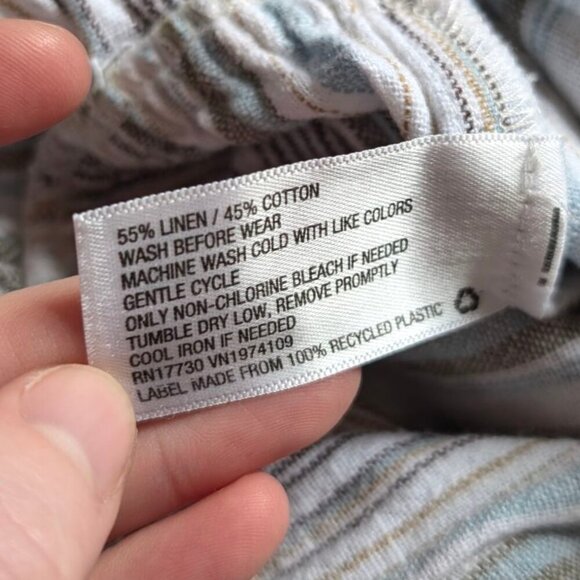 55% LINEN / 45% COTTON
WASH BEFORE WEAR
MACHINE WASH COLD WITH LIKE COLORS
GENTLE CYCLE
ONLY NON-CHLORINE BLEACH IF NEEDED
TUMBLE DRY LOW, REMOVE PROMPTLY
COOL IRON IF NEEDED
RN17730 VN1974109
LABEL MADE FROM 100% RECYCLED PLASTIC